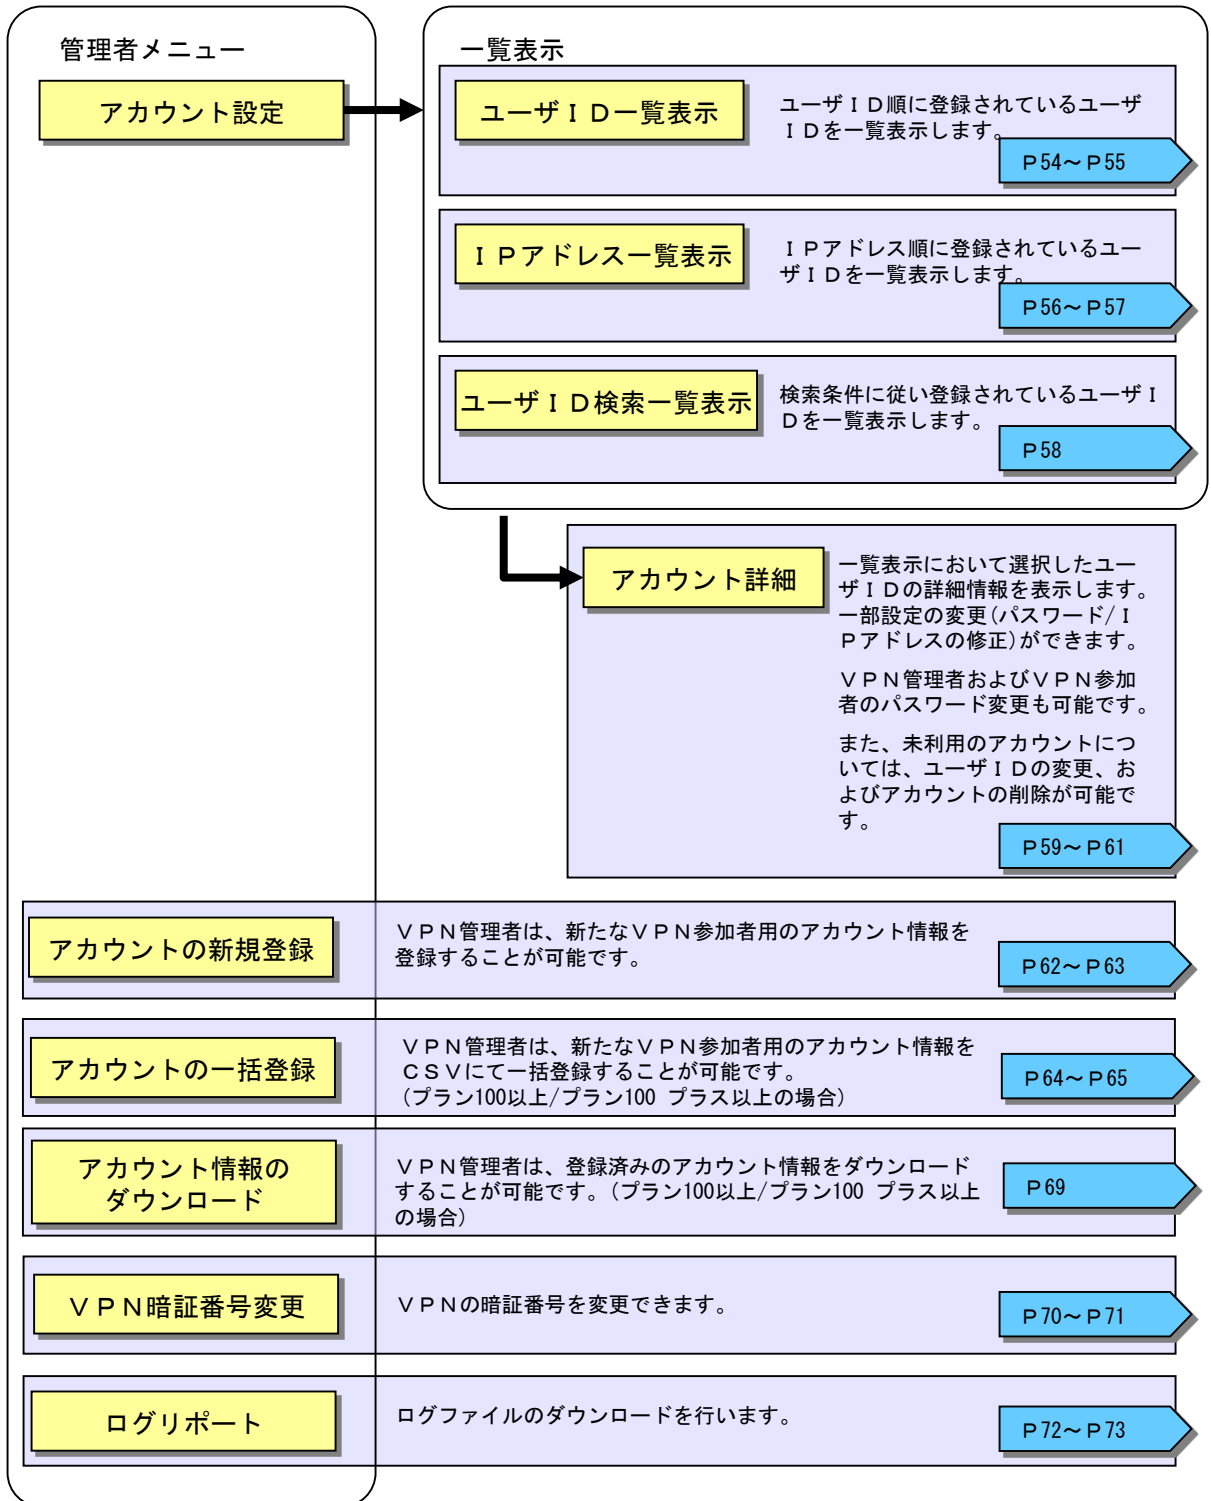 管理者メニュー
アカウント設定
一覧表示
ユーザＩＤ一覧表示
ユーザＩＤ順に登録されているユーザ
ＩＤを一覧表示します。
Ｐ54～Ｐ55
ＩＰアドレス一覧表示
ＩＰアドレス順に登録されているユー
ザＩＤを一覧表示します。
Ｐ56～Ｐ57
ユーザＩＤ検索一覧表示
検索条件に従い登録されているユーザＩ
Ｄを一覧表示します。
Ｐ58
アカウント詳細
一覧表示において選択したユー
ザＩＤの詳細情報を表示します。
一部設定の変更(パスワード/Ｉ
Ｐアドレスの修正)ができます。
ＶＰＮ管理者およびＶＰＮ参加
者のパスワード変更も可能です。
また、未利用のアカウントにつ
いては、ユーザＩＤの変更、お
よびアカウントの削除が可能で
す。
Ｐ59～Ｐ61
アカウントの新規登録
ＶＰＮ管理者は、新たなＶＰＮ参加者用のアカウント情報を
登録することが可能です。
Ｐ62～Ｐ63
アカウントの一括登録
ＶＰＮ管理者は、新たなＶＰＮ参加者用のアカウント情報を
ＣＳＶにて一括登録することが可能です。
(プラン100以上/プラン100 プラス以上の場合)
Ｐ64～Ｐ65
アカウント情報の
ダウンロード
ＶＰＮ管理者は、登録済みのアカウント情報をダウンロード
することが可能です。(プラン100以上/プラン100 プラス以上
の場合)
Ｐ69
ＶＰＮ暗証番号変更
ＶＰＮの暗証番号を変更できます。
Ｐ70～Ｐ71
ログリポート
ログファイルのダウンロードを行います。
Ｐ72～Ｐ73